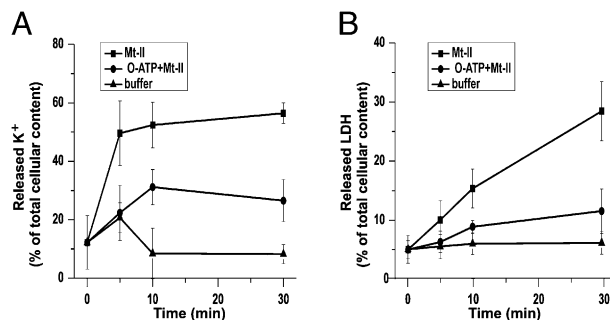 A
Mt-II
O-ATP+Mt-II
buffer
80
60
40
20
0
Released K+
(% of total cellular content)
0
10
20
30
Time (min)
B
Mt-II
O-ATP+Mt-II
buffer
40
30
20
10
0
Released LDH
(% of total cellular content)
0
10
20
30
Time (min)